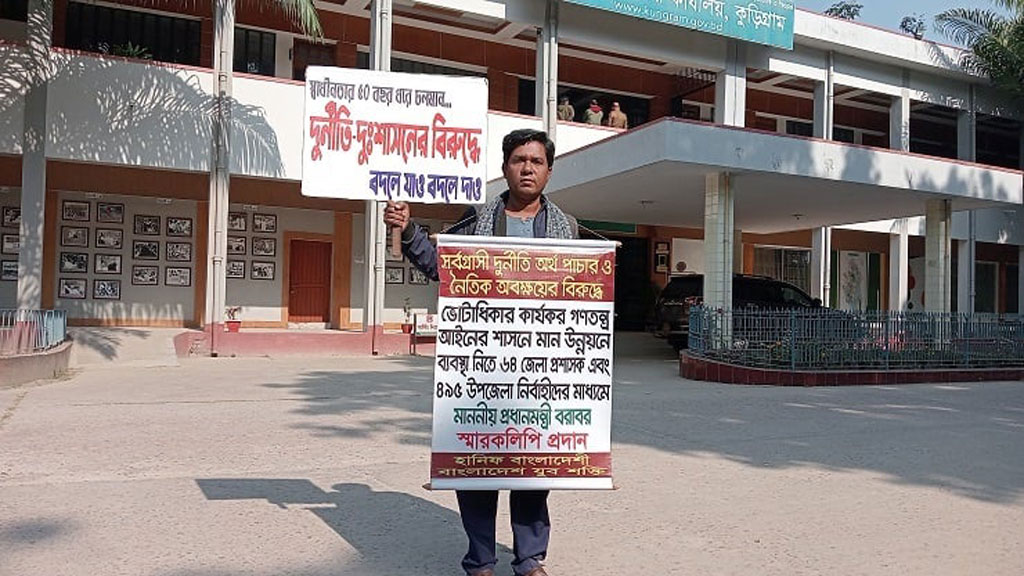 কার্যালয়, কুড়িগ্রাম
www.kurigram.gov.bd
স্বাধীনতার ৫০ বছর বার চলমান...
দুর্নীতি-দুঃশাসনের বিরুদ্ধে
বদলে যাও বদলে দাও
সর্বগ্রাসী দুর্নীতি অর্থ পাচার ও
নৈতিক অবক্ষয়ের বিরুদ্ধে
ভোটাধিকার কার্যকর গণতন্ত্র
আইনের শাসনে মান উন্নয়নে
ব্যবস্থা নিতে ৬৪ জেলা প্রশাসক এবং
৪৯৫ উপজেলা নির্বাহীদের মাধ্যমে
মাননীয় প্রধানমন্ত্রী বরাবর
স্মারকলিপি প্রদান
হানিফ বাংলাদেশী
বাংলাদেশ যুব শক্তি